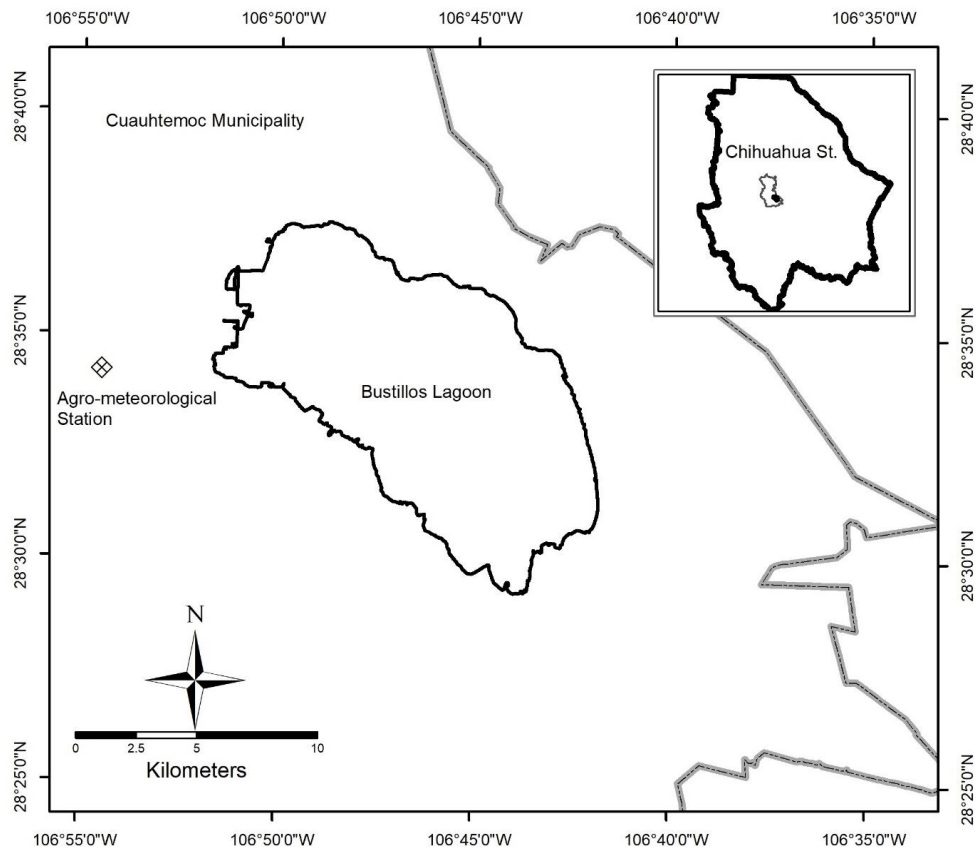 106°55'0"W 106°50'0"W 106°45'0"W 106°40'0"W 106°35'0"W
28°40'0"N
28°40'0"N
Cuauhtemoc Municipality
Chihuahua St.
28°35'0"N
28°35'0"N
Bustillos Lagoon
Agro-meteorological
Station
28°30'0"N
28°30'0"N
N
0 2.5 5 10
Kilometers
28°25'0"N
28°25'0"N
106°55'0"W 106°50'0"W 106°45'0"W 106°40'0"W 106°35'0"W